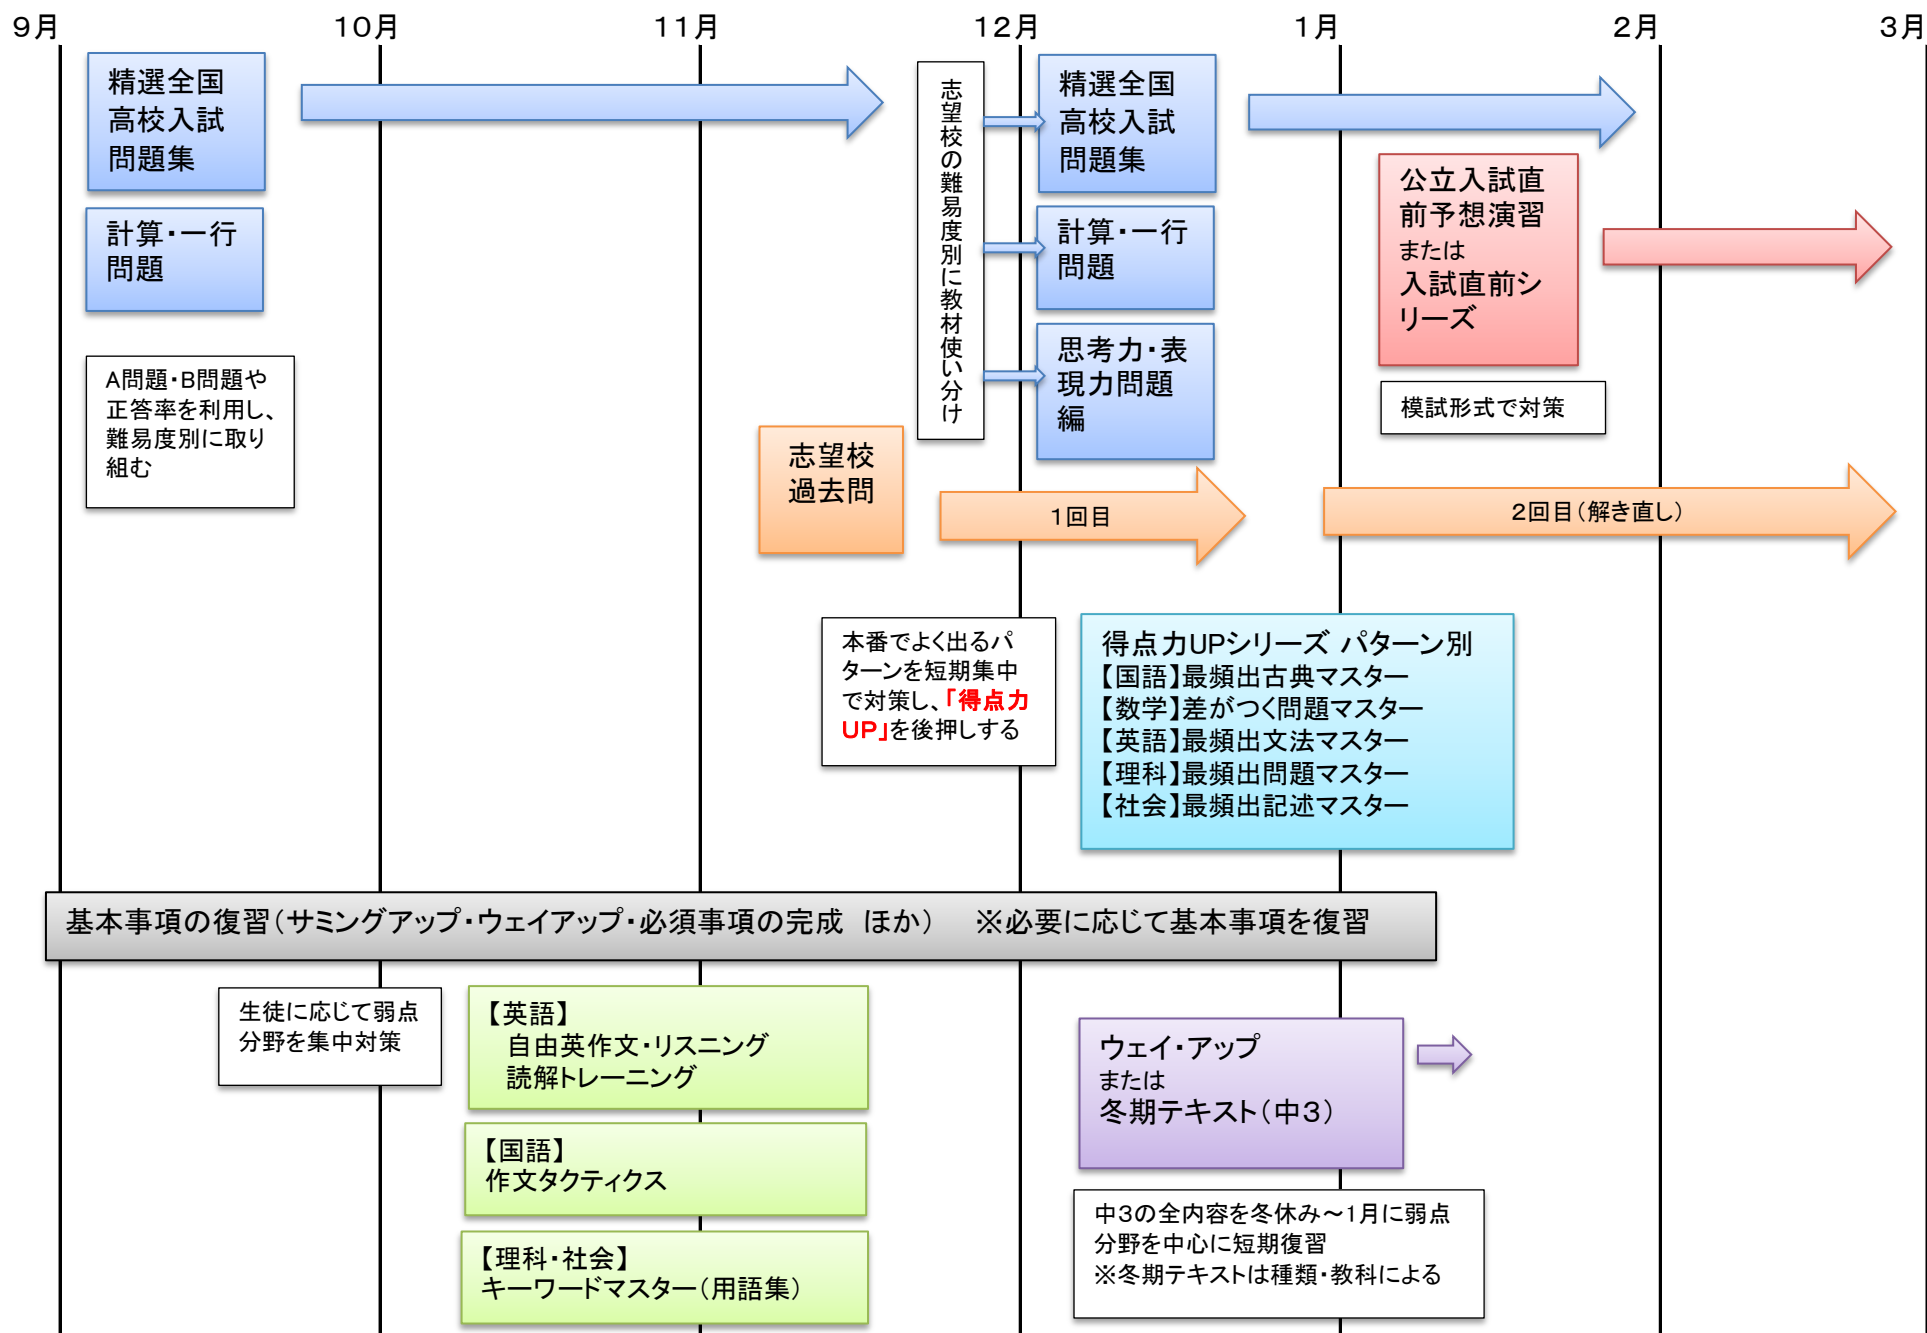 9月
10月
11月
12月
1月
2月
3月
精選全国
高校入試
問題集
計算・一行
問題
A問題・B問題や
正答率を利用し、
難易度別に取り
組む
志望校の難易度別に教材使い分け
精選全国
高校入試
問題集
計算・一行
問題
思考力・表
現力問題
編
公立入試直
前予想演習
または
入試直前シ
リーズ
模試形式で対策
志望校
過去問
1回目
2回目（解き直し）
本番でよく出るパ
ターンを短期集中
で対策し、「得点力
UP」を後押しする
得点力UPシリーズ パターン別
【国語】最頻出古典マスター
【数学】差がつく問題マスター
【英語】最頻出文法マスター
【理科】最頻出問題マスター
【社会】最頻出記述マスター
基本事項の復習（サミングアップ・ウェイアップ・必須事項の完成 ほか） ※必要に応じて基本事項を復習
生徒に応じて弱点
分野を集中対策
【英語】
自由英作文・リスニング
読解トレーニング
【国語】
作文タクティクス
【理科・社会】
キーワードマスター（用語集）
ウェイ・アップ
または
冬期テキスト（中3）
中3の全内容を冬休み～1月に弱点
分野を中心に短期復習
※冬期テキストは種類・教科による